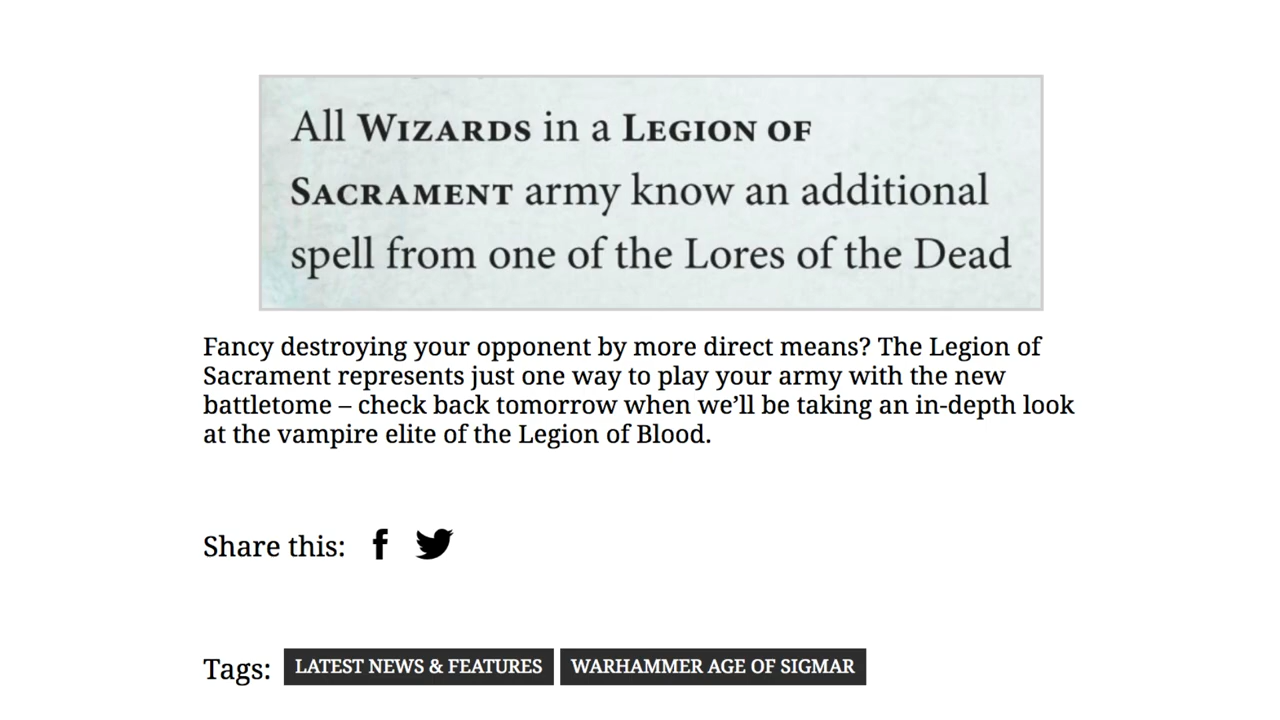 All WIZARDS in a LEGION OF
SACRAMENT army know an additional
spell from one of the Lores of the Dead
Fancy destroying your opponent by more direct means? The Legion of
Sacrament represents just one way to play your army with the new
battletome – check back tomorrow when we’ll be taking an in-depth look
at the vampire elite of the Legion of Blood.
Share this:
Tags: LATEST NEWS & FEATURES WARHAMMER AGE OF SIGMAR